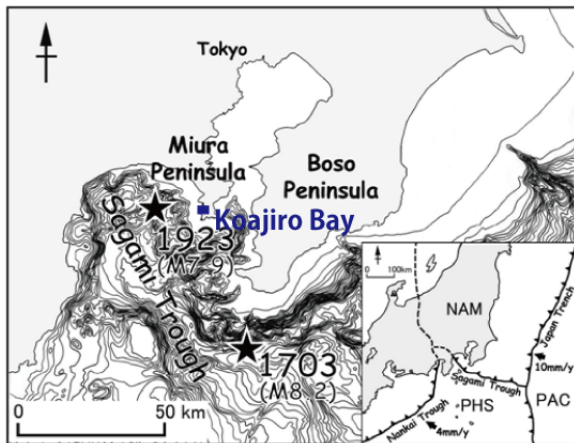 Tokyo
Miura
Peninsula
Boso
Peninsula
Koajiro Bay
Sagami Trough
1923
(M7.9)
1703
(M8.2)
0 50 km
0 100km
NAM
Japan Trench
10mm/y
Sagami Trough
PAC
PHS
Nankai Trough
4mm/y